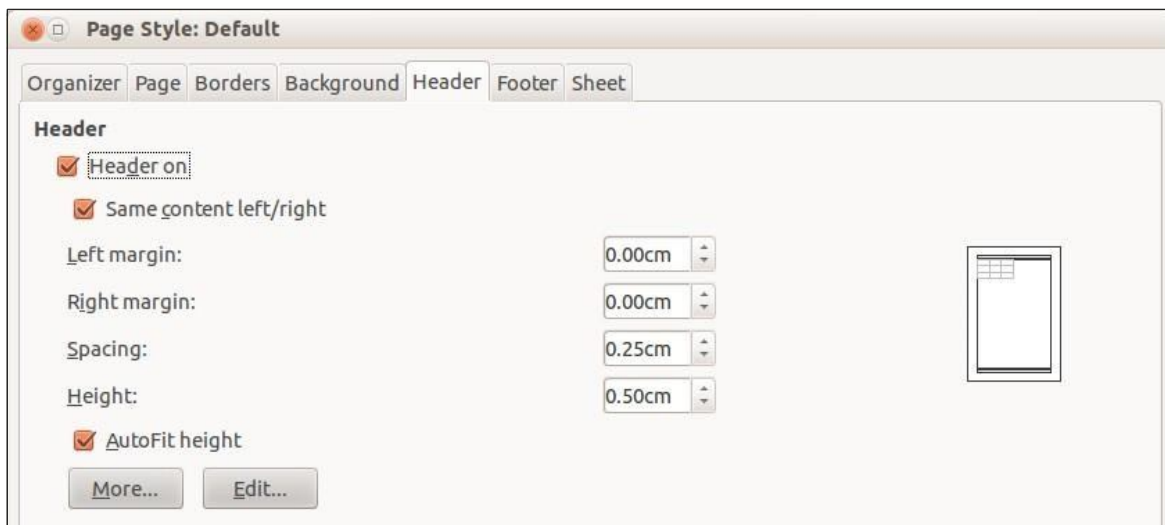 Page Style: Default
Organizer Page Borders Background Header Footer Sheet
Header
Header on
Same content left/right
Left margin: 0.00cm
Right margin: 0.00cm
Spacing: 0.25cm
Height: 0.50cm
AutoFit height
More... Edit...